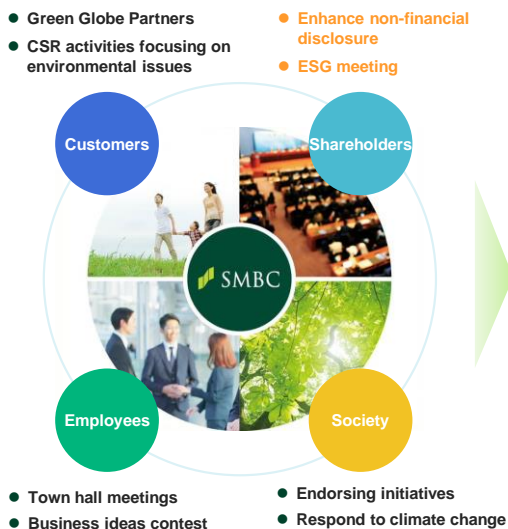 ● Green Globe Partners
● CSR activities focusing on
environmental issues
● Enhance non-financial
disclosure
● ESG meeting
Customers
Shareholders
SMBC
Employees
Society
● Town hall meetings
● Business ideas contest
● Endorsing initiatives
● Respond to climate change